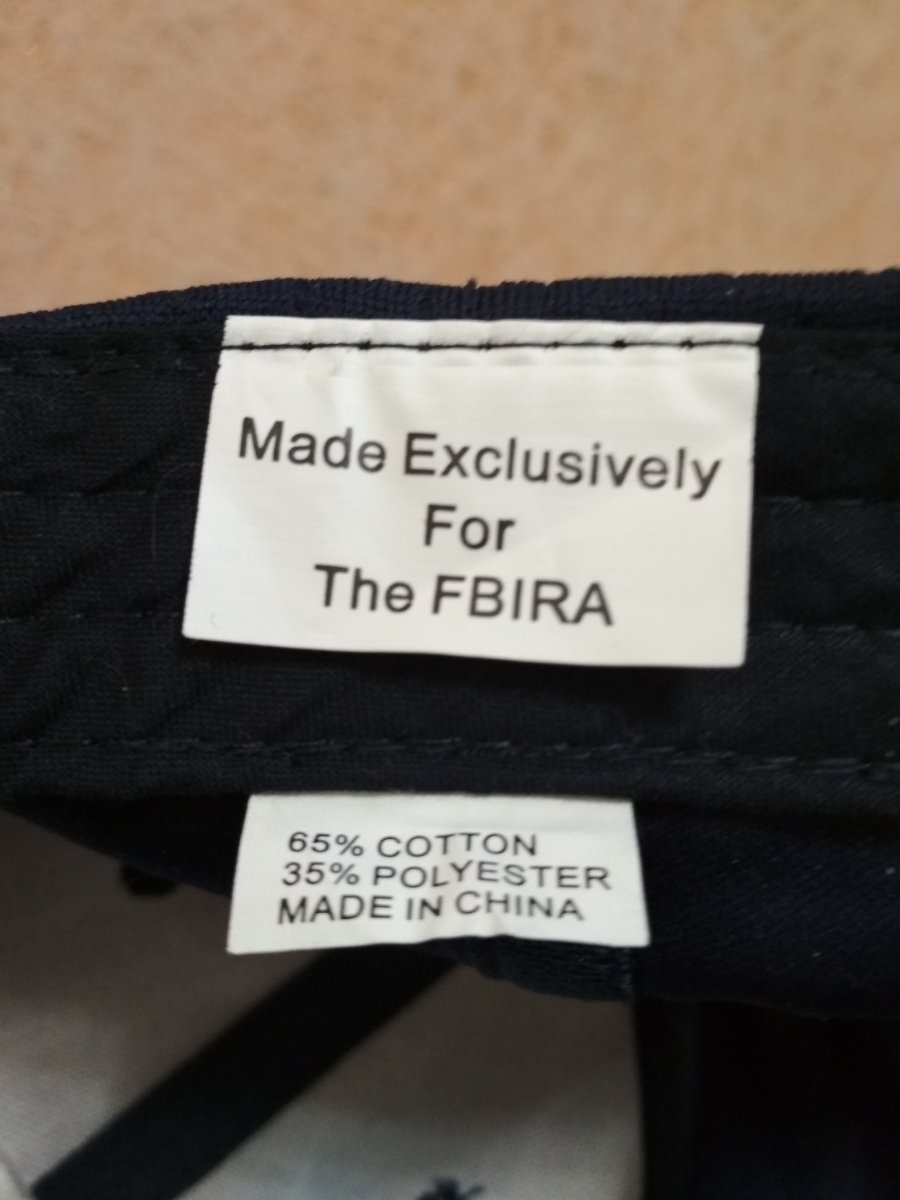 Made Exclusively
For
The FBIRA
65% COTTON
35% POLYESTER
MADE IN CHINA